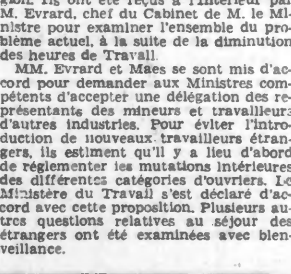 gion. Ils ont été reçus à l'Intérieur par
M. Evrard, chef du Cabinet de M. le Mi-
nistre pour examiner l'ensemble du pro-
blème actuel, à la suite de la diminution
des heures de Travail.
MM. Evrard et Maes se sont mis d'ac-
cord pour demander aux Ministres com-
pétents d'accepter une délégation des re-
présentants des mineurs et travailleurs
d'autres industries. Pour éviter l'intro-
duction de nouveaux travailleurs étran-
gers, ils estiment qu'il y a lieu d'abord
de réglementer les mutations intérieures
des différentes catégories d'ouvriers. Le
Ministère du Travail s'est déclaré d'ac-
cord avec cette proposition. Plusieurs au-
tres questions relatives au séjour des
étrangers ont été examinées avec bien-
veillance.